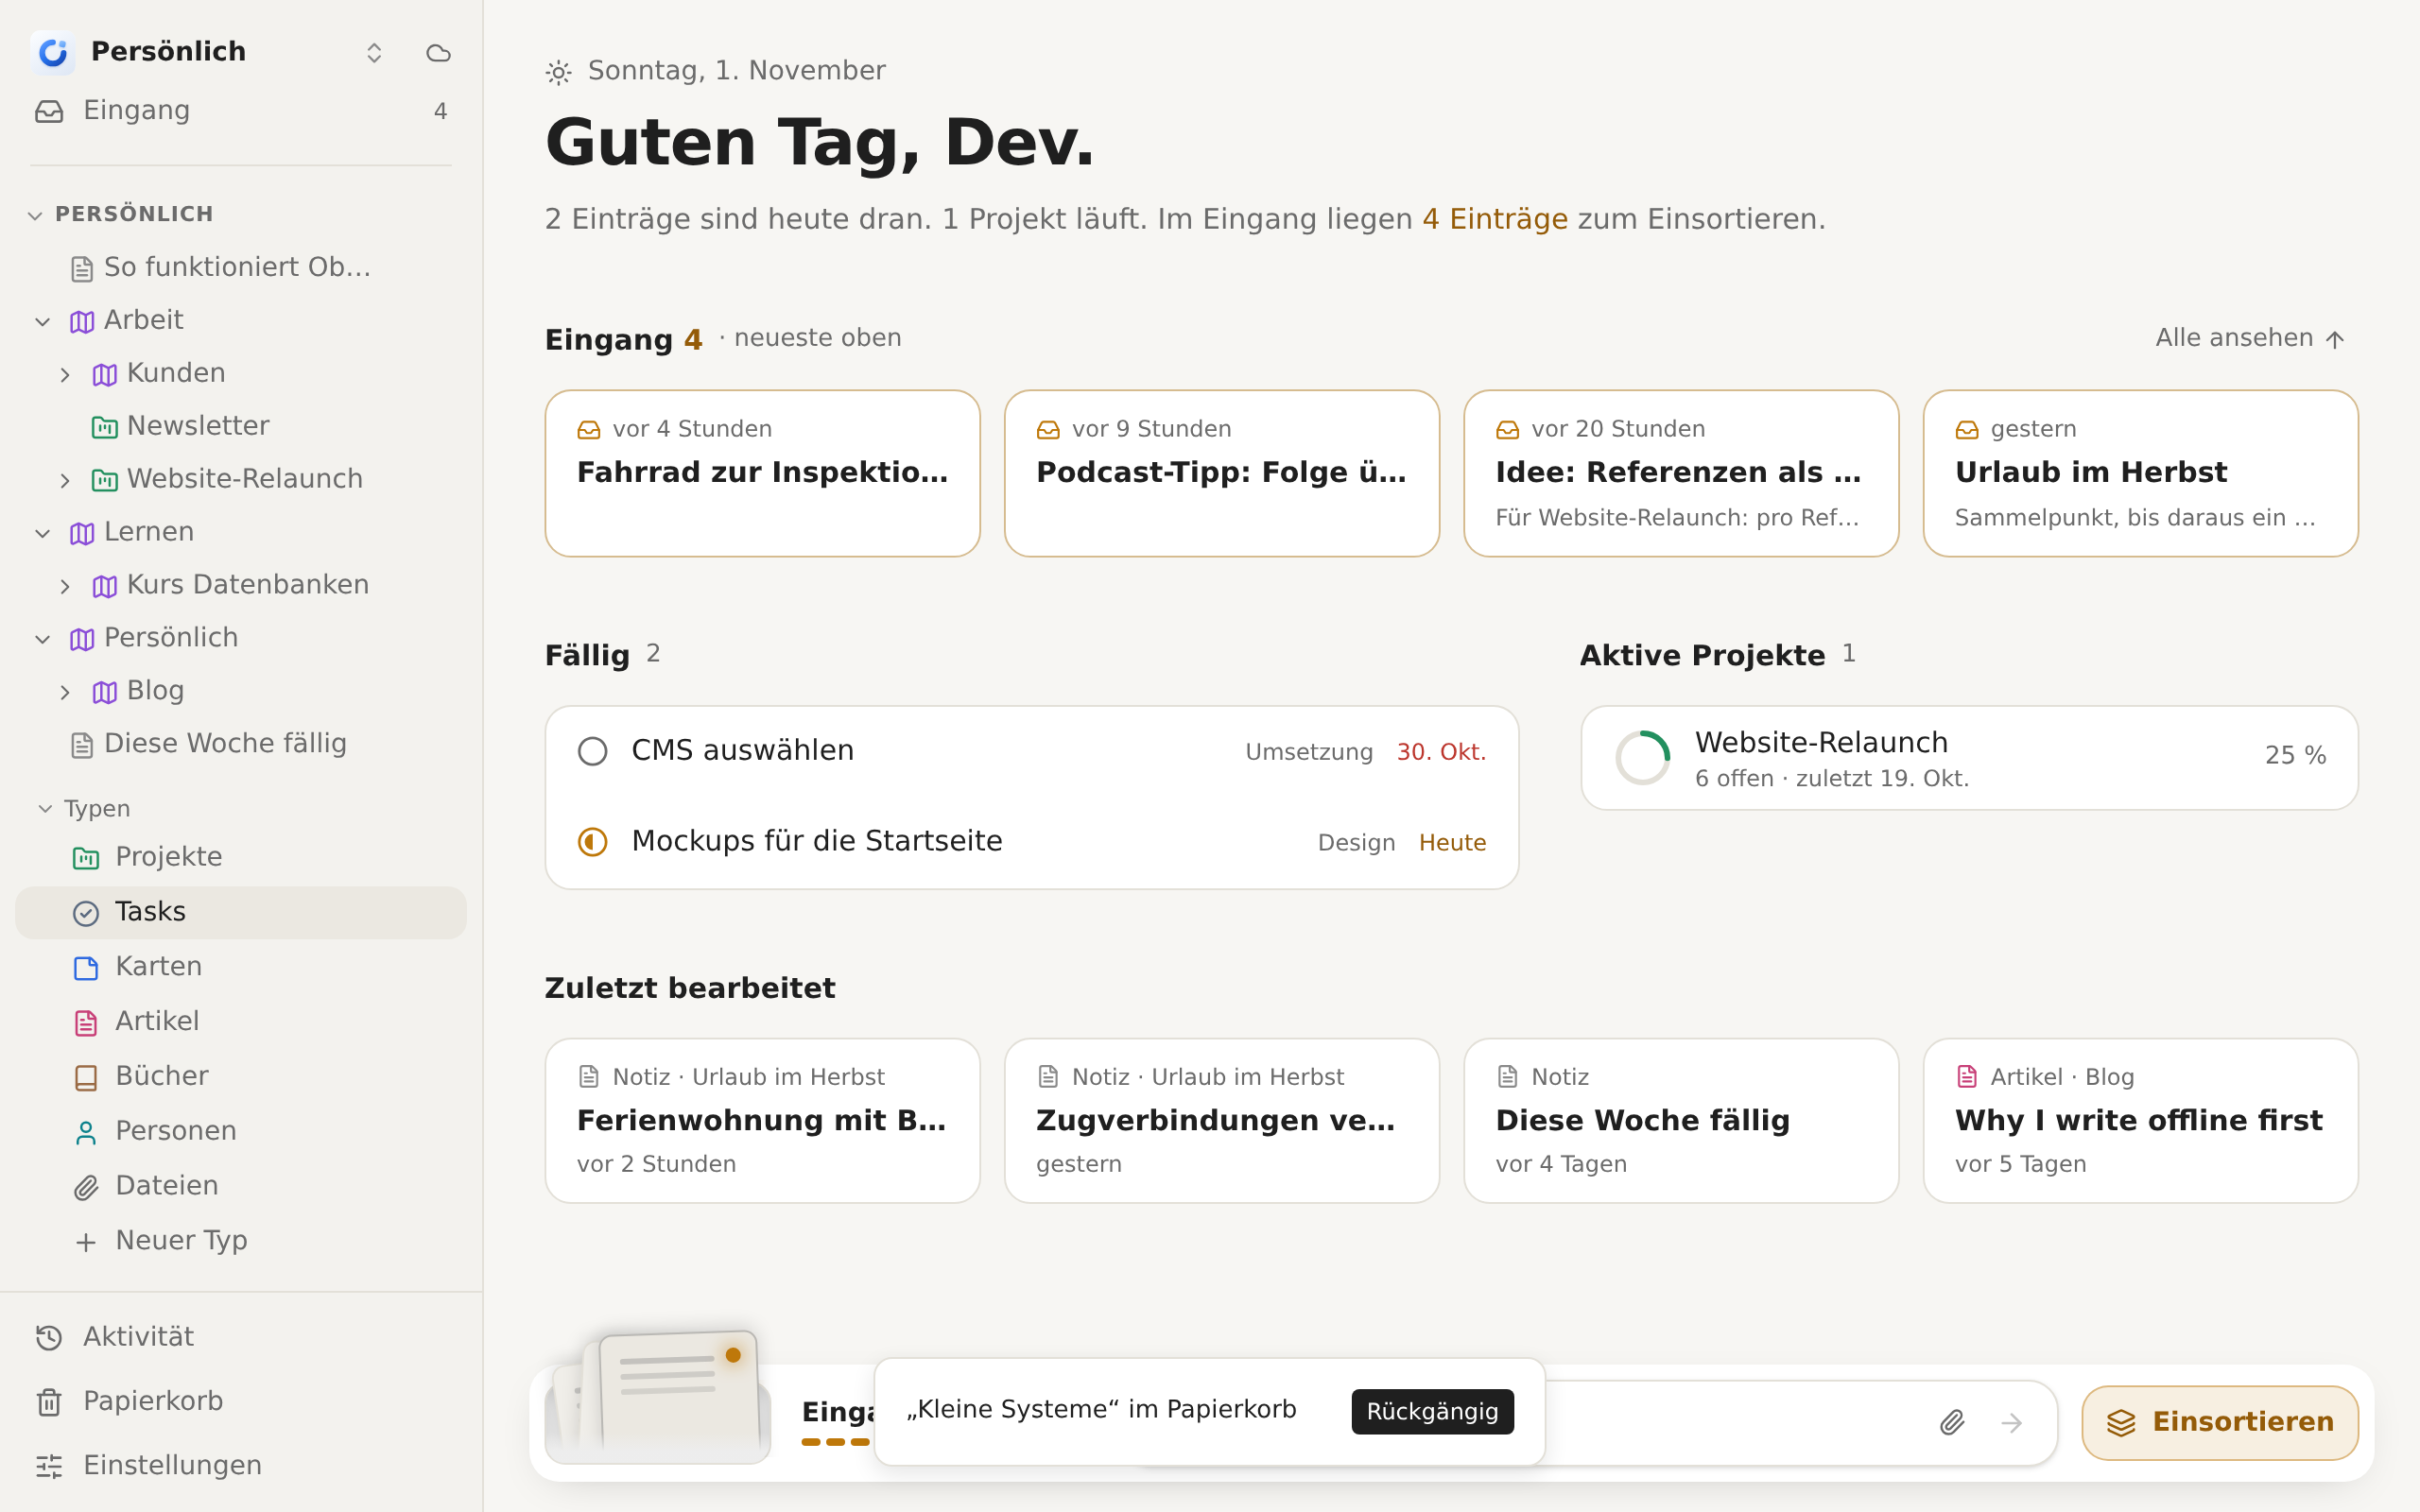 Persönlich
Eingang 4
PERSÖNLICH
So funktioniert Ob…
Arbeit
Kunden
Newsletter
Website-Relaunch
Lernen
Kurs Datenbanken
Persönlich
Blog
Diese Woche fällig
Typen
Projekte
Tasks
Karten
Artikel
Bücher
Personen
Dateien
Neuer Typ
Aktivität
Papierkorb
Einstellungen
Sonntag, 1. November
Guten Tag, Dev.
2 Einträge sind heute dran. 1 Projekt läuft. Im Eingang liegen 4 Einträge zum Einsortieren.
Eingang 4 · neueste oben
Alle ansehen
vor 4 Stunden
Fahrrad zur Inspektio…
vor 9 Stunden
Podcast-Tipp: Folge ü…
vor 20 Stunden
Idee: Referenzen als …
Für Website-Relaunch: pro Ref…
gestern
Urlaub im Herbst
Sammelpunkt, bis daraus ein …
Fällig 2
CMS auswählen Umsetzung 30. Okt.
Mockups für die Startseite Design Heute
Aktive Projekte 1
Website-Relaunch
6 offen · zuletzt 19. Okt.
25 %
Zuletzt bearbeitet
Notiz · Urlaub im Herbst
Ferienwohnung mit B…
vor 2 Stunden
Notiz · Urlaub im Herbst
Zugverbindungen ve…
gestern
Notiz
Diese Woche fällig
vor 4 Tagen
Artikel · Blog
Why I write offline first
vor 5 Tagen
„Kleine Systeme“ im Papierkorb
Rückgängig
Einsortieren